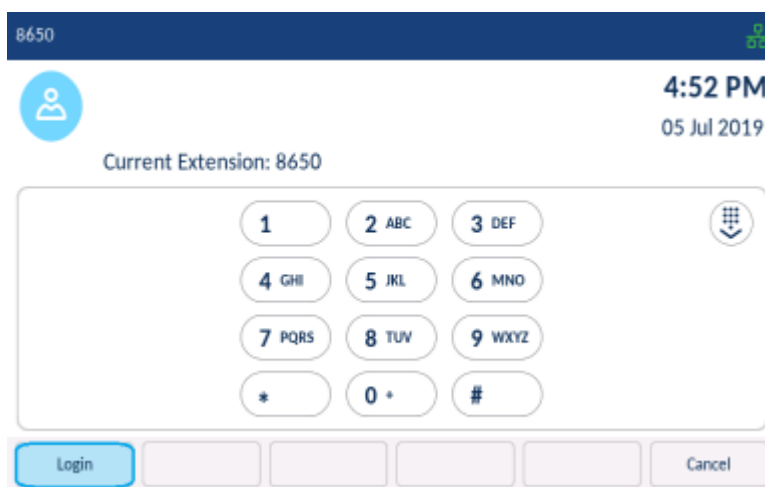 8650
4:52 PM
05 Jul 2019
Current Extension: 8650
1 2 ABC 3 DEF
4 GHI 5 JKL 6 MNO
7 PQRS 8 TUV 9 WXYZ
* 0 + #
Login Cancel